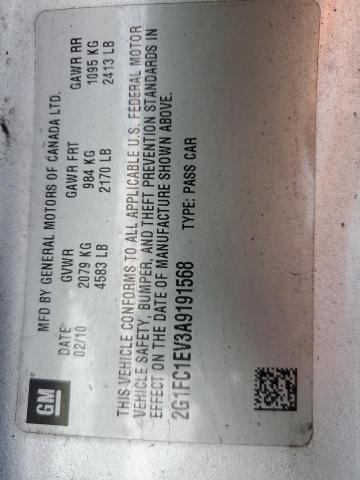 GM
MFD BY GENERAL MOTORS OF CANADA LTD.
DATE GVWR GAWR FRT GAWR RR
02/10 2079 KG 984 KG 1095 KG
4583 LB 2170 LB 2413 LB
THIS VEHICLE CONFORMS TO ALL APPLICABLE U.S. FEDERAL MOTOR
VEHICLE SAFETY, BUMPER, AND THEFT PREVENTION STANDARDS IN
EFFECT ON THE DATE OF MANUFACTURE SHOWN ABOVE.
2G1FC1EV3A9191568 TYPE: PASS CAR